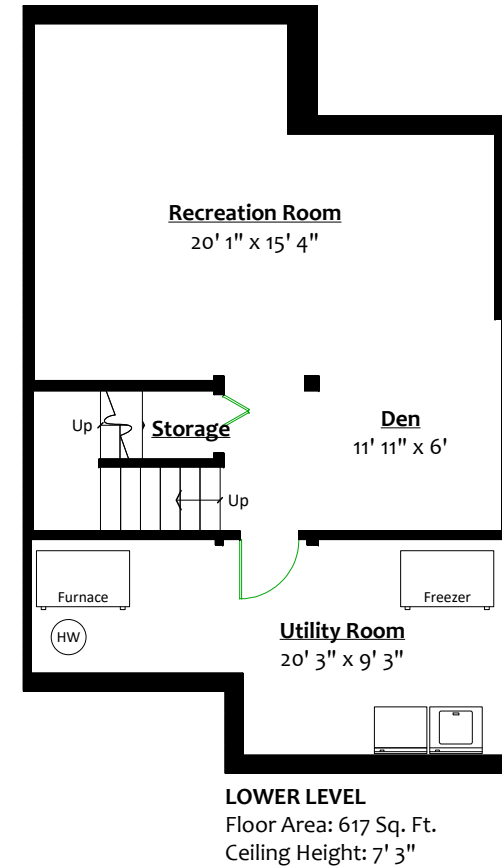 Recreation Room
20' 1" x 15' 4"
Up
Storage
Den
11' 11" x 6'
Up
Furnace
Freezer
HW
Utility Room
20' 3" x 9' 3"
LOWER LEVEL
Floor Area: 617 Sq. Ft.
Ceiling Height: 7' 3"